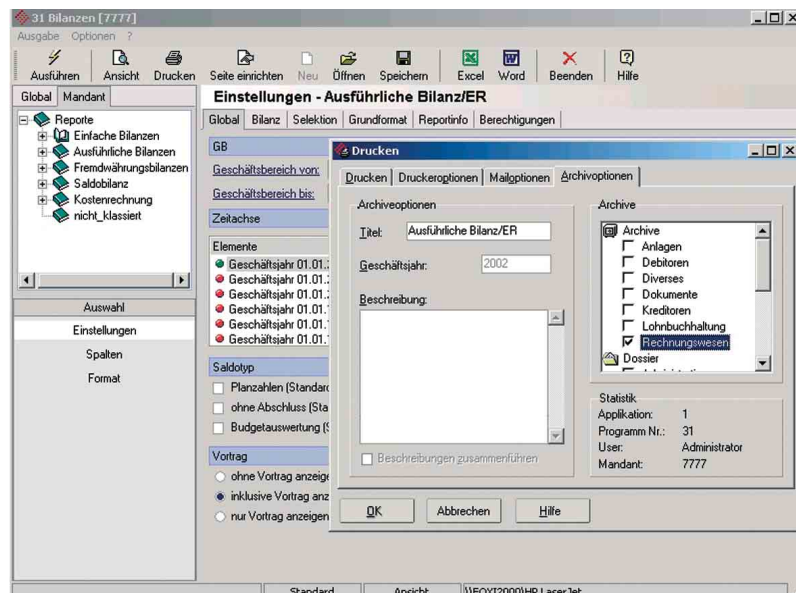 31 Bilanzen [7777]
Ausgabe Optionen ?
Ausführen Ansicht Drucken Seite einrichten Neu Öffnen Speichern Excel Word Beenden Hilfe
Global Mandant
Reporte
Einfache Bilanzen
Ausführliche Bilanzen
Fremdwährungsbilanzen
Saldobilanz
Kostenrechnung
nicht_klassiert
Auswahl
Einstellungen
Spalten
Format
Einstellungen - Ausführliche Bilanz/ER
Global Bilanz Selektion Grundformat Reportinfo Berechtigungen
GB
Geschäftsbereich von:
Geschäftsbereich bis:
Zeitachse
Elemente
Geschäftsjahr 01.01.
Geschäftsjahr 01.01.
Geschäftsjahr 01.01.
Geschäftsjahr 01.01.
Geschäftsjahr 01.01.
Geschäftsjahr 01.01.
Saldotyp
Planzahlen (Standard
ohne Abschluss (Sta
Budgetauswertung (S
Vortrag
ohne Vortrag anzeige
inklusive Vortrag anz
nur Vortrag anzeigen
Drucken
Drucken Druckeroptionen Mailoptionen Archivoptionen
Archiveoptionen
Titel: Ausführliche Bilanz/ER
Geschäftsjahr: 2002
Beschreibung:
Beschreibungen zusammenführen
Archive
Archive
Anlagen
Debitoren
Diverses
Dokumente
Kreditoren
Lohnbuchhaltung
Rechnungswesen
Dossier
Statistik
Applikation: 1
Programm Nr.: 31
User: Administrator
Mandant: 7777
OK Abbrechen Hilfe
Standard Ansicht